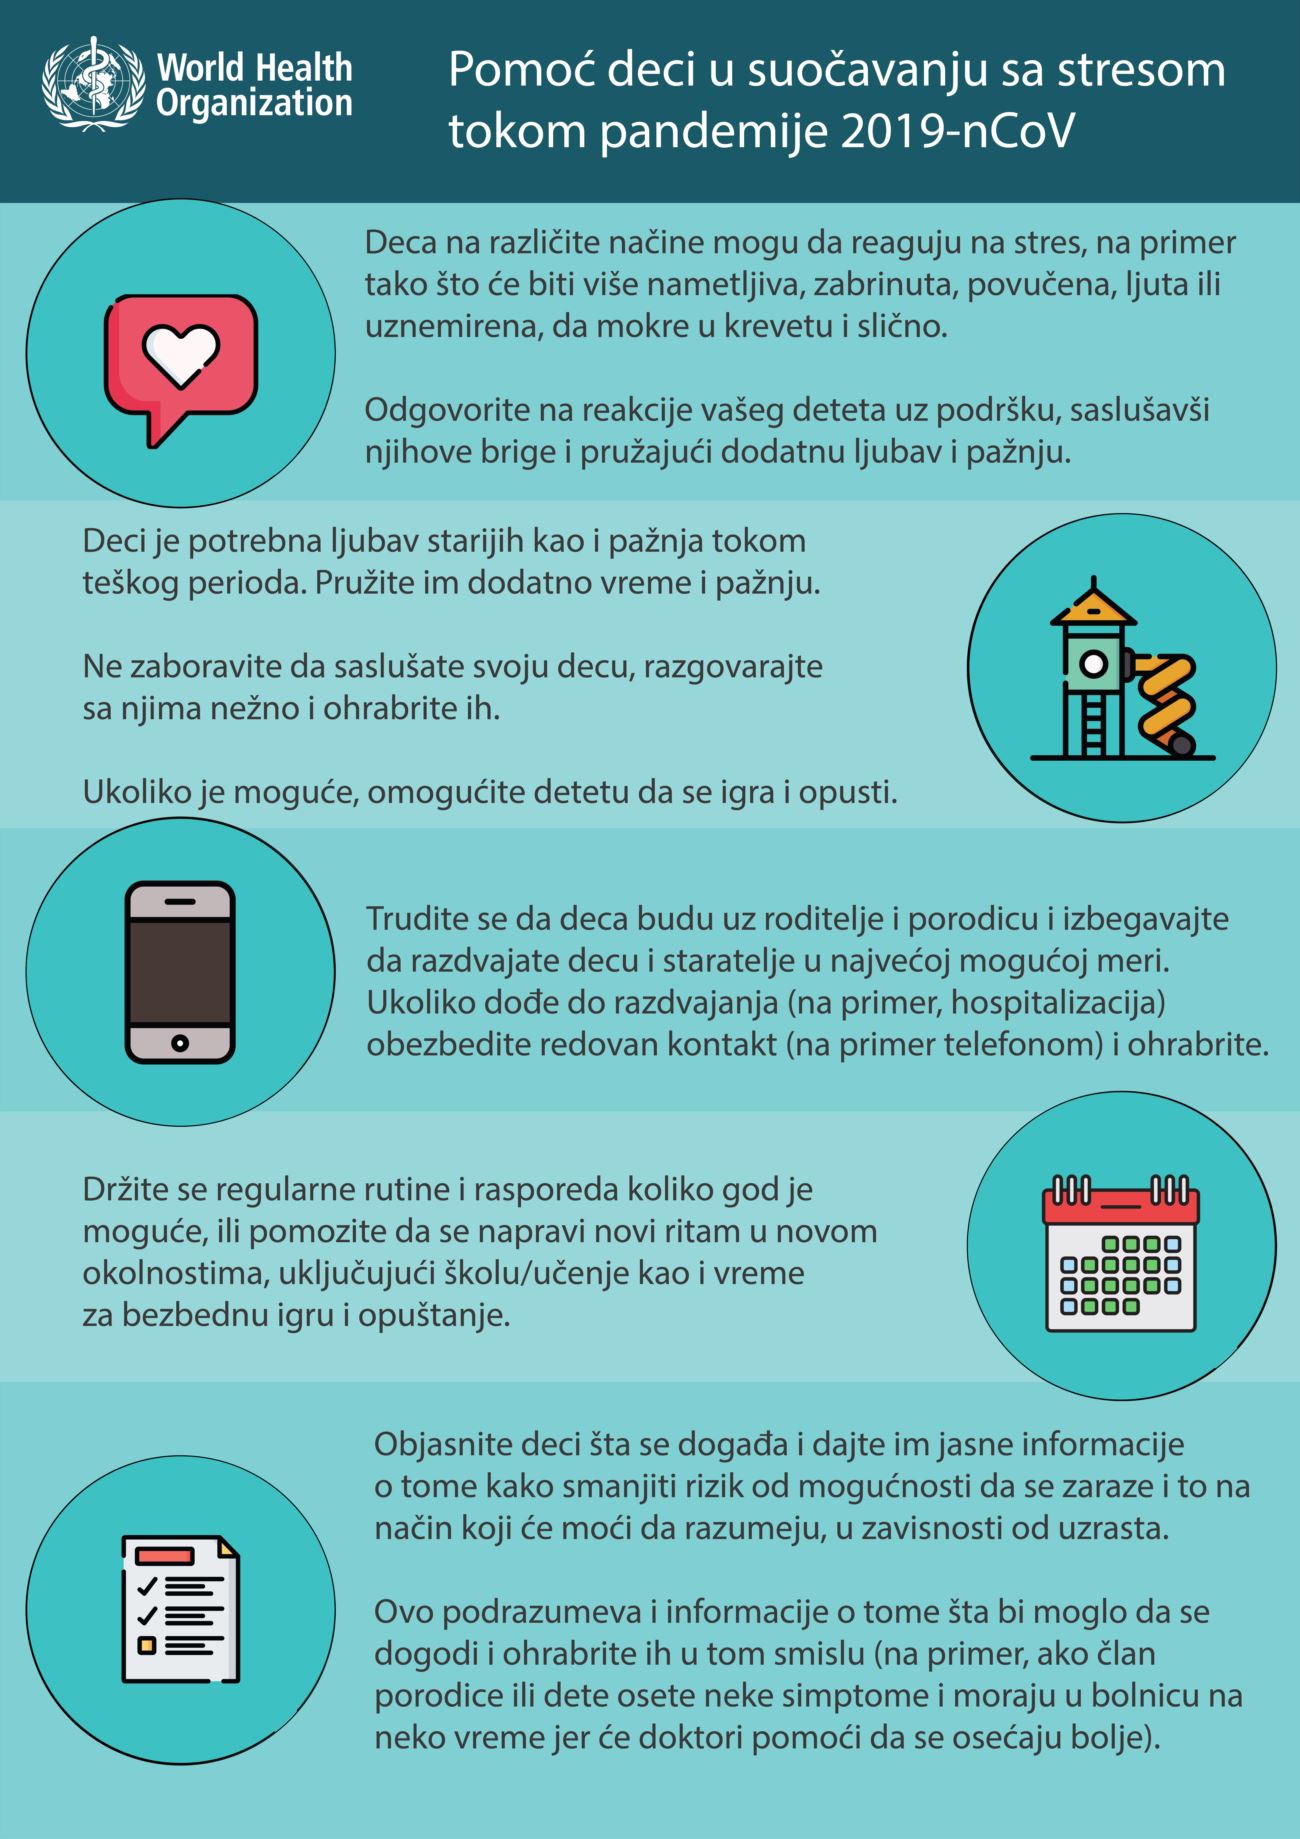 World Health
Organization
Pomoć deci u suočavanju sa stresom
tokom pandemije 2019-nCoV
Deca na različite načine mogu da reaguju na stres, na primer
tako što će biti više nametljiva, zabrinuta, povučena, ljuta ili
uznemirena, da mokre u krevetu i slično.
Odgovorite na reakcije vašeg deteta uz podršku, saslušavši
njihove brige i pružajući dodatnu ljubav i pažnju.
Deci je potrebna ljubav starijih kao i pažnja tokom
teškog perioda. Pružite im dodatno vreme i pažnju.
Ne zaboravite da saslušate svoju decu, razgovarajte
sa njima nežno i ohrabrite ih.
Ukoliko je moguće, omogućite detetu da se igra i opusti.
Trudite se da deca budu uz roditelje i porodicu i izbegavajte
da razdvajate decu i staratelje u najvećoj mogućoj meri.
Ukoliko dođe do razdvajanja (na primer, hospitalizacija)
obezbedite redovan kontakt (na primer telefonom) i ohrabrite.
Držite se regularne rutine i rasporeda koliko god je
moguće, ili pomozite da se napravi novi ritam u novom
okolnostima, uključujući školu/učenje kao i vreme
za bezbednu igru i opuštanje.
Objasnite deci šta se događa i dajte im jasne informacije
o tome kako smanjiti rizik od mogućnosti da se zaraze i to na
način koji će moći da razumeju, u zavisnosti od uzrasta.
Ovo podrazumeva i informacije o tome šta bi moglo da se
dogodi i ohrabrite ih u tom smislu (na primer, ako član
porodice ili dete osete neke simptome i moraju u bolnicu na
neko vreme jer će doktori pomoći da se osećaju bolje).